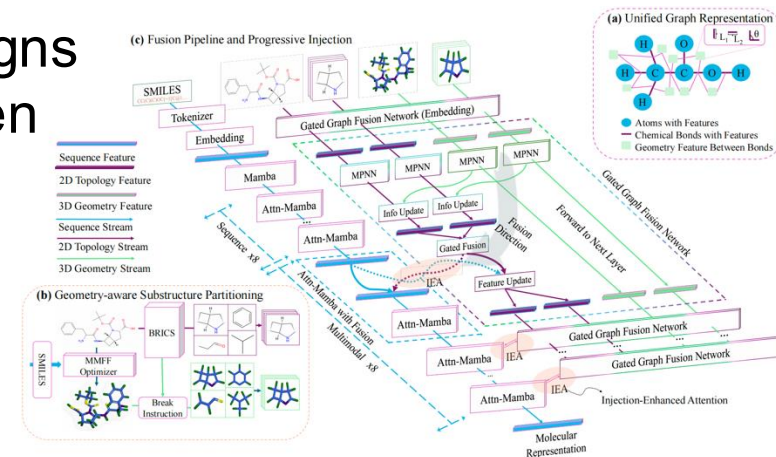 gns
en
(c) Fusion Pipeline and Progressive Injection
(a) Unified Graph Representation
L1 L2 θ
H O
H C C O H
H
Atoms with Features
Chemical Bonds with Features
Geometry Feature Between Bonds
SMILES
Tokenizer
Embedding
Gated Graph Fusion Network (Embedding)
Sequence Feature
2D Topology Feature
3D Geometry Feature
Sequence Stream
2D Topology Stream
3D Geometry Stream
Mamba
Attn-Mamba
...
Attn-Mamba
Sequence x8
MPNN
MPNN
MPNN
MPNN
Info Update
Info Update
Gated Fusion
Fusion Direction
Forward to Next Layer
Gated Graph Fusion Network
IEA
Feature Update
Attn-Mamba with Fusion
Multimodal x8
Attn-Mamba
Gated Graph Fusion Network
...
...
Attn-Mamba
IEA
Gated Graph Fusion Network
Attn-Mamba
IEA
Injection-Enhanced Attention
Molecular
Representation
(b) Geometry-aware Substructure Partitioning
SMILES
MMFF
Optimizer
BRICS
Break
Instruction